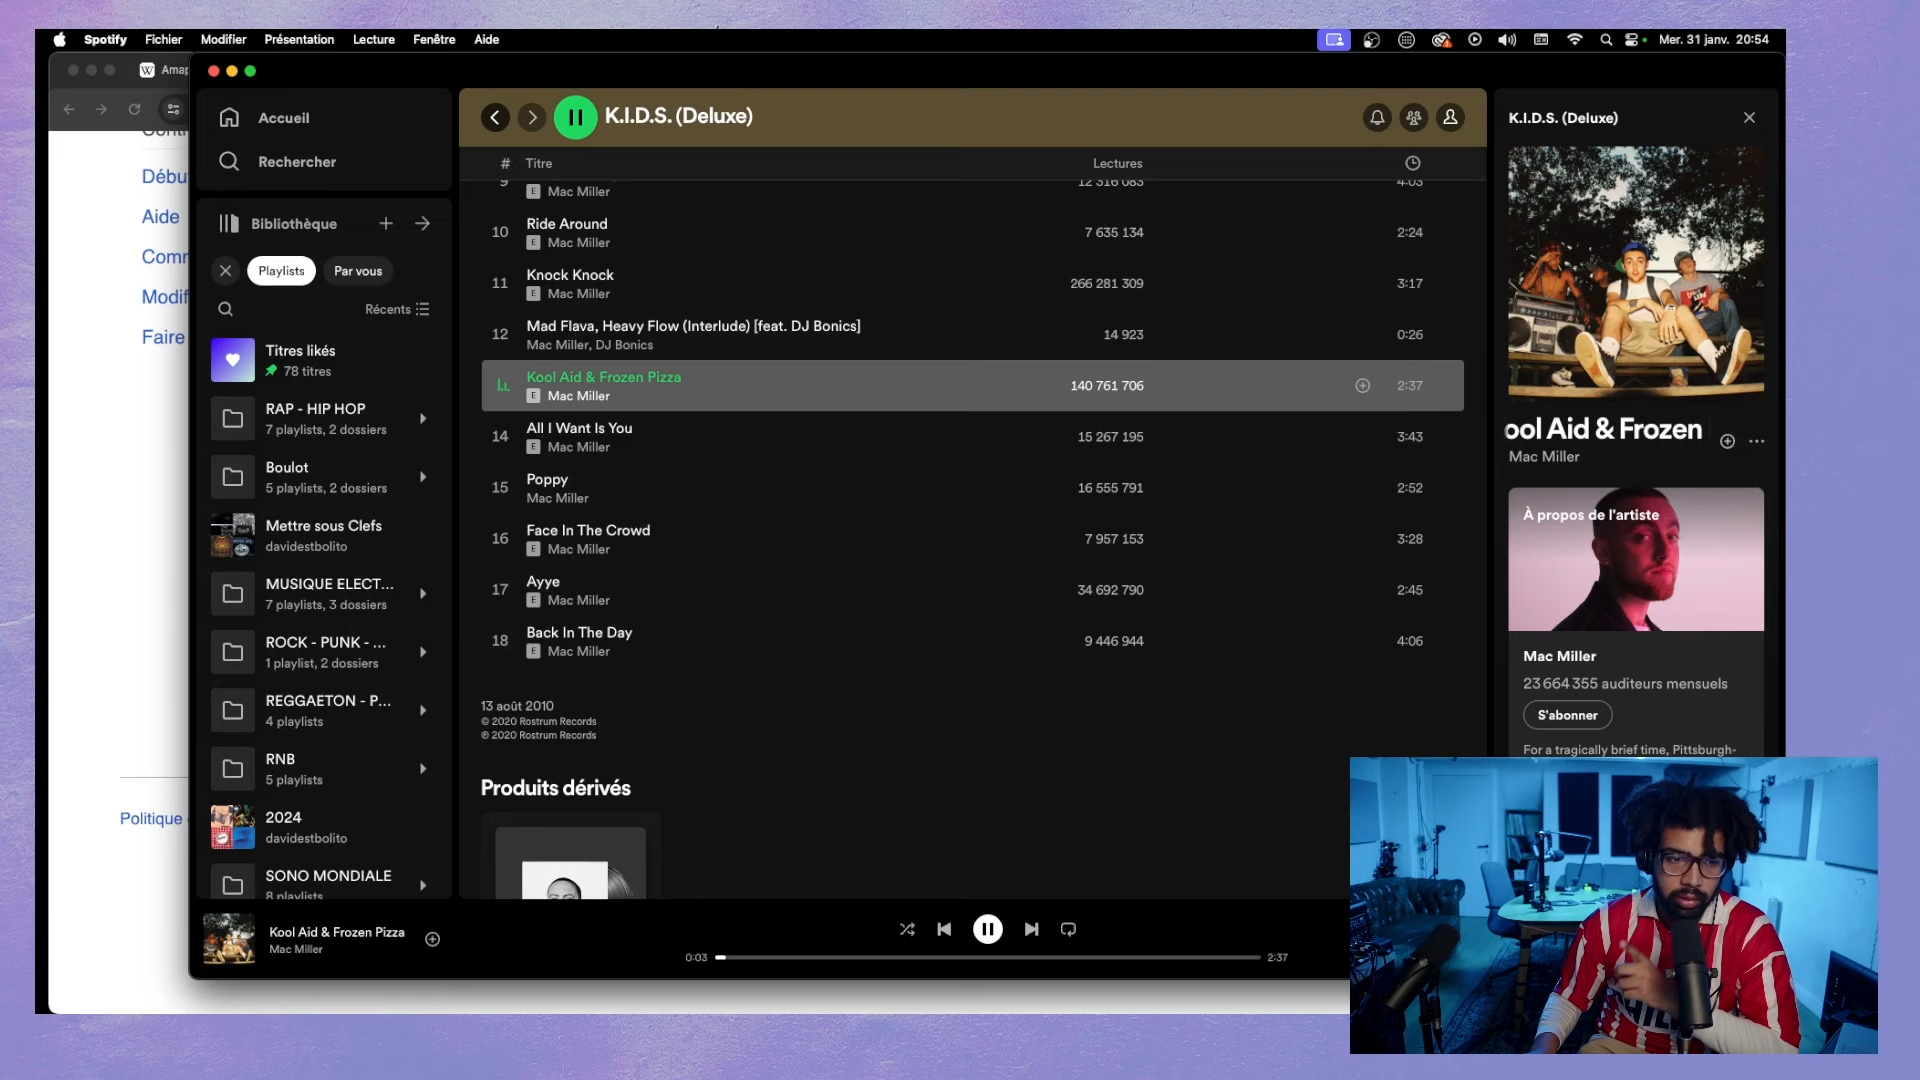 Spotify Fichier Modifier Présentation Lecture Fenêtre Aide
Mer. 31 janv. 20:54
W Amap
Débu
Aide
Comm
Modif
Faire
Politique
Accueil
Rechercher
Bibliothèque
Playlists Par vous
Récents
Titres likés
78 titres
RAP - HIP HOP
7 playlists, 2 dossiers
Boulot
5 playlists, 2 dossiers
Mettre sous Clefs
davidestbolito
MUSIQUE ELECT...
7 playlists, 3 dossiers
ROCK - PUNK - ...
1 playlist, 2 dossiers
REGGAETON - P...
4 playlists
RNB
5 playlists
2024
davidestbolito
SONO MONDIALE
8 playlists
K.I.D.S. (Deluxe)
# Titre Lectures
9 12 316 083 4:03
E Mac Miller
10 Ride Around 7 635 134 2:24
E Mac Miller
11 Knock Knock 266 281 309 3:17
E Mac Miller
12 Mad Flava, Heavy Flow (Interlude) [feat. DJ Bonics] 14 923 0:26
Mac Miller, DJ Bonics
Kool Aid & Frozen Pizza 140 761 706 2:37
E Mac Miller
14 All I Want Is You 15 267 195 3:43
E Mac Miller
15 Poppy 16 555 791 2:52
Mac Miller
16 Face In The Crowd 7 957 153 3:28
E Mac Miller
17 Ayye 34 692 790 2:45
E Mac Miller
18 Back In The Day 9 446 944 4:06
E Mac Miller
13 août 2010
© 2020 Rostrum Records
℗ 2020 Rostrum Records
Produits dérivés
K.I.D.S. (Deluxe)
ool Aid & Frozen
Mac Miller
À propos de l'artiste
Mac Miller
23 664 355 auditeurs mensuels
S'abonner
For a tragically brief time, Pittsburgh-
Kool Aid & Frozen Pizza
Mac Miller
0:03 2:37